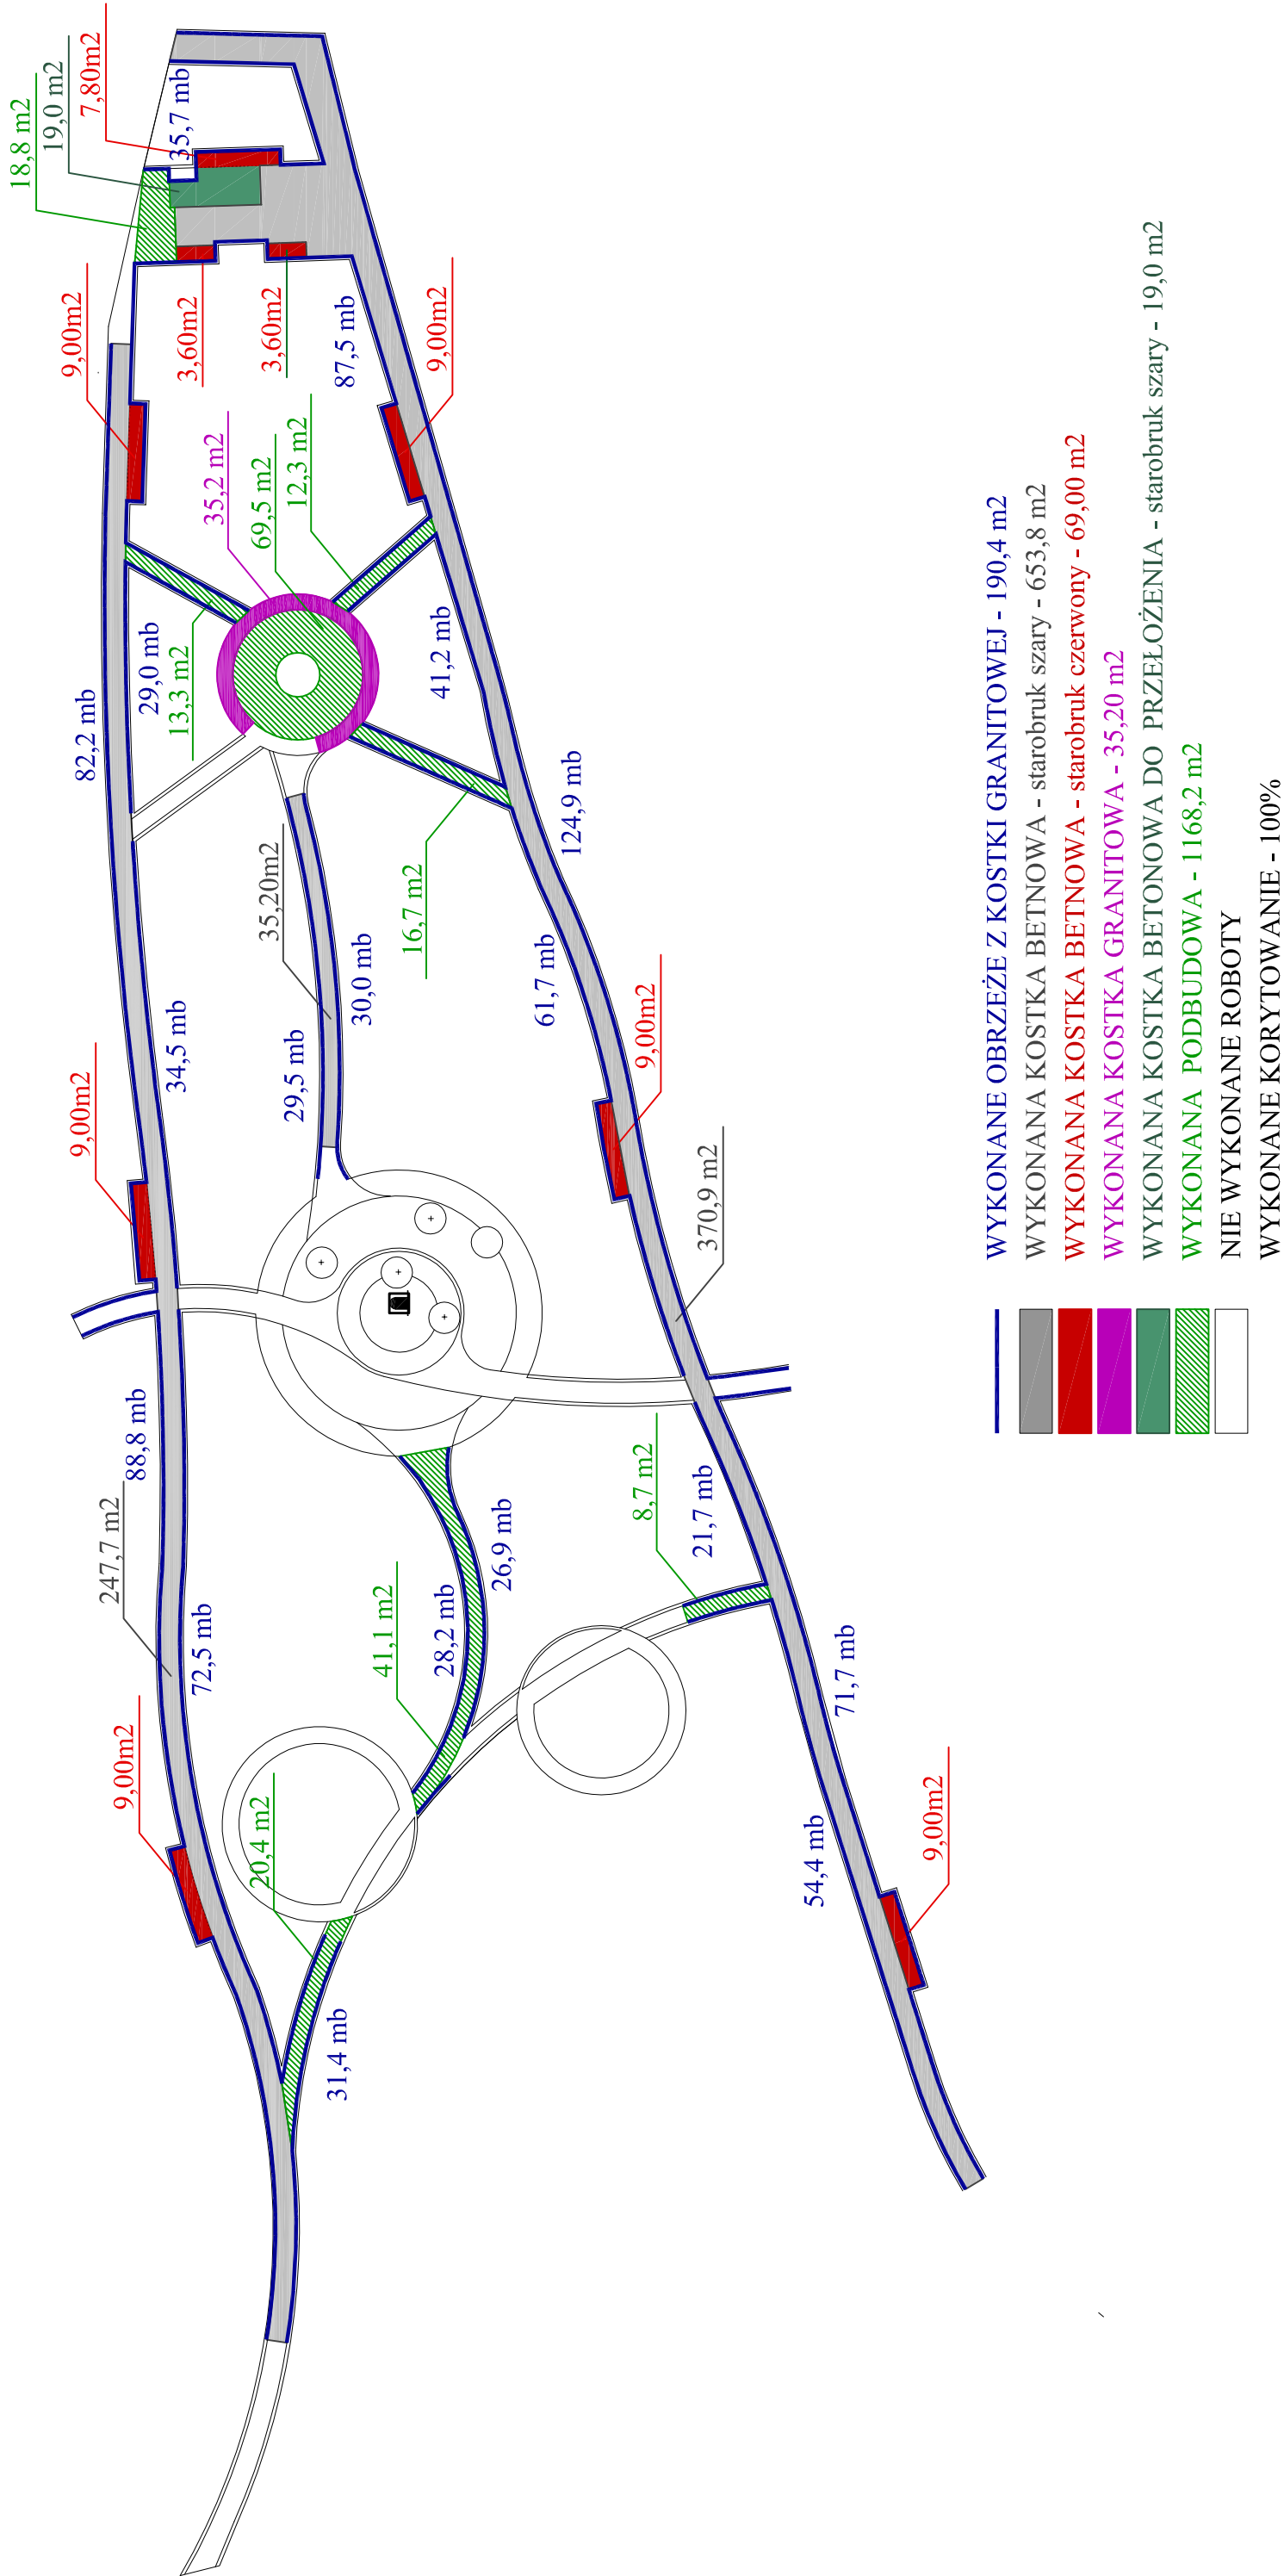 18,8 m2
19,0 m2
7,80m2
35,7 mb
9,00m2
3,60m2
3,60m2
87,5 mb
9,00m2
35,2 m2
69,5 m2
12,3 m2
82,2 mb
29,0 mb
13,3 m2
41,2 mb
124,9 mb
35,20m2
16,7 m2
30,0 mb
61,7 mb
34,5 mb
29,5 mb
9,00m2
9,00m2
370,9 m2
88,8 mb
247,7 m2
72,5 mb
8,7 m2
21,7 mb
26,9 mb
28,2 mb
41,1 m2
71,7 mb
54,4 mb
9,00m2
20,4 m2
9,00m2
31,4 mb
WYKONANE OBRZEŻE Z KOSTKI GRANITOWEJ - 190,4 m2
WYKONANA KOSTKA BETNOWA - starobruk szary - 653,8 m2
WYKONANA KOSTKA BETNOWA - starobruk czerwony - 69,00 m2
WYKONANA KOSTKA GRANITOWA - 35,20 m2
WYKONANA KOSTKA BETONOWA DO PRZEŁOŻENIA - starobruk szary - 19,0 m2
WYKONANA PODBUDOWA - 1168,2 m2
NIE WYKONANE ROBOTY
WYKONANE KORYTOWANIE - 100%